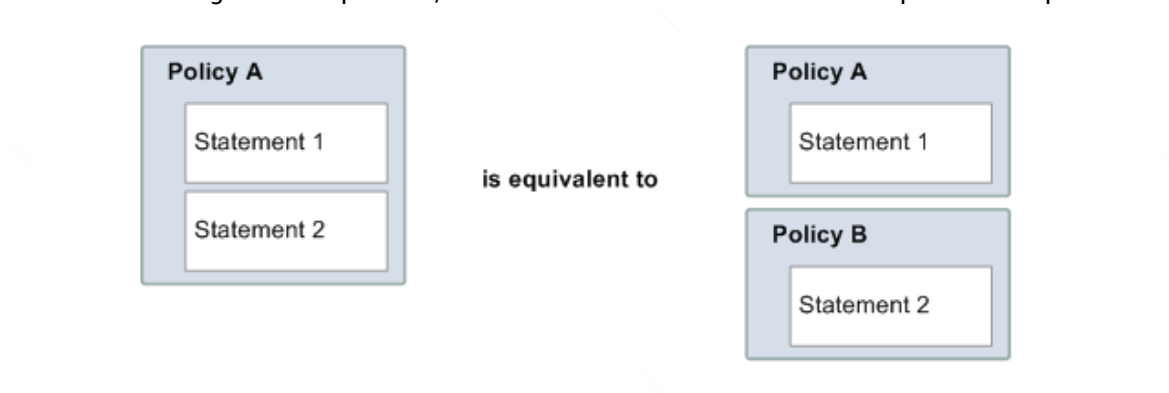 Policy A
Statement 1
Statement 2
is equivalent to
Policy A
Statement 1
Policy B
Statement 2